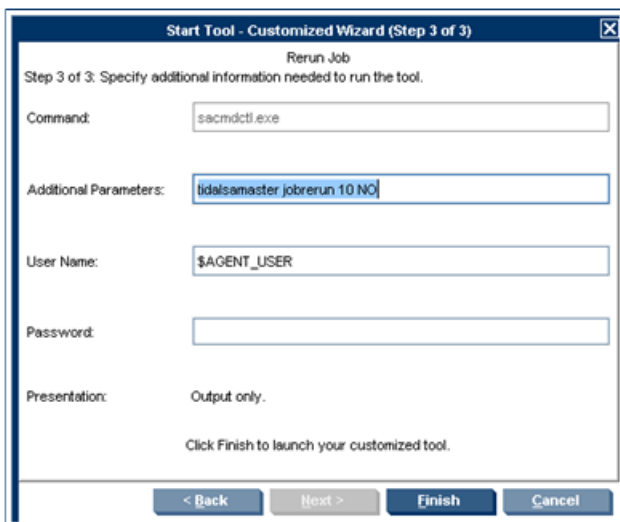 Start Tool - Customized Wizard (Step 3 of 3)
Rerun Job
Step 3 of 3: Specify additional information needed to run the tool.
Command: sacmdctl.exe
Additional Parameters: tidalsamaster jobrerun 10 NO
User Name: $AGENT_USER
Password:
Presentation: Output only.
Click Finish to launch your customized tool.
< Back Next > Finish Cancel